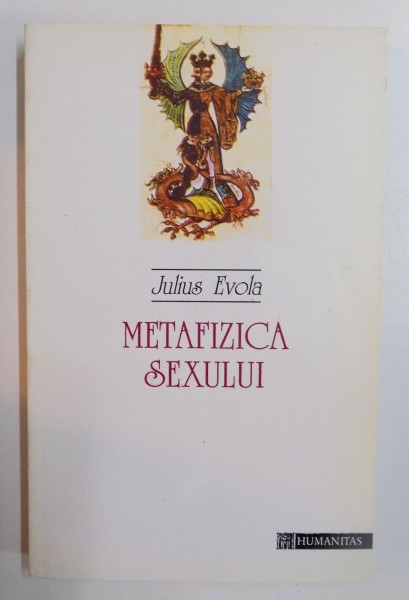 Julius Evola
METAFIZICA
SEXULUI
HUMANITAS